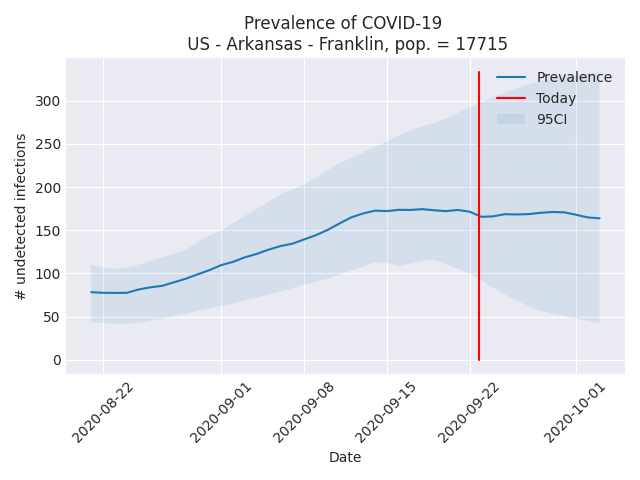 Prevalence of COVID-19
US - Arkansas - Franklin, pop. = 17715
Prevalence
Today
95CI
# undetected infections
300
250
200
150
100
50
0
2020-08-22
2020-09-01
2020-09-08
2020-09-15
2020-09-22
2020-10-01
Date